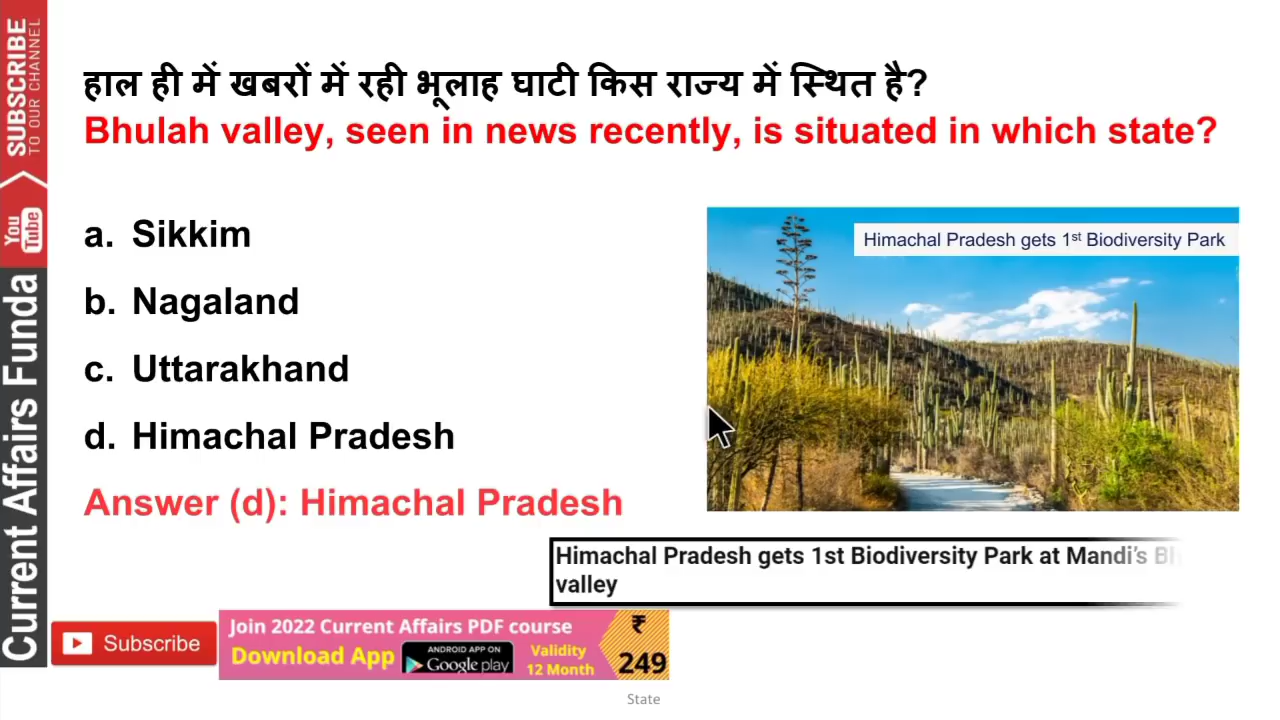 हाल ही में खबरों में रही भूलाह घाटी किस राज्य में स्थित है?
Bhulah valley, seen in news recently, is situated in which state?
a. Sikkim
b. Nagaland
c. Uttarakhand
d. Himachal Pradesh
Answer (d): Himachal Pradesh
Himachal Pradesh gets 1st Biodiversity Park
Himachal Pradesh gets 1st Biodiversity Park at Mandi's
valley
SUBSCRIBE
TO OUR CHANNEL
You
Tube
Current Affairs Funda
Subscribe
Join 2022 Current Affairs PDF course
Download App
ANDROID APP ON
Google play
Validity
12 Month
₹
249
State